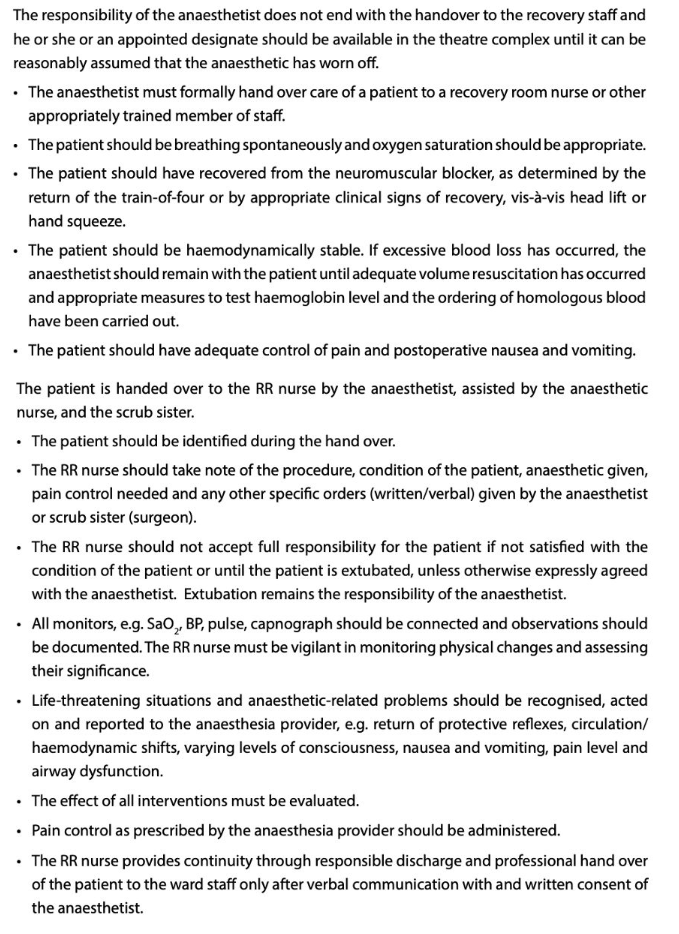 The responsibility of the anaesthetist does not end with the handover to the recovery staff and
he or she or an appointed designate should be available in the theatre complex until it can be
reasonably assumed that the anaesthetic has worn off.
• The anaesthetist must formally hand over care of a patient to a recovery room nurse or other
appropriately trained member of staff.
• The patient should be breathing spontaneously and oxygen saturation should be appropriate.
• The patient should have recovered from the neuromuscular blocker, as determined by the
return of the train-of-four or by appropriate clinical signs of recovery, vis-à-vis head lift or
hand squeeze.
• The patient should be haemodynamically stable. If excessive blood loss has occurred, the
anaesthetist should remain with the patient until adequate volume resuscitation has occurred
and appropriate measures to test haemoglobin level and the ordering of homologous blood
have been carried out.
• The patient should have adequate control of pain and postoperative nausea and vomiting.
The patient is handed over to the RR nurse by the anaesthetist, assisted by the anaesthetic
nurse, and the scrub sister.
• The patient should be identified during the hand over.
• The RR nurse should take note of the procedure, condition of the patient, anaesthetic given,
pain control needed and any other specific orders (written/verbal) given by the anaesthetist
or scrub sister (surgeon).
• The RR nurse should not accept full responsibility for the patient if not satisfied with the
condition of the patient or until the patient is extubated, unless otherwise expressly agreed
with the anaesthetist. Extubation remains the responsibility of the anaesthetist.
• All monitors, e.g. SaO₂, BP, pulse, capnograph should be connected and observations should
be documented. The RR nurse must be vigilant in monitoring physical changes and assessing
their significance.
• Life-threatening situations and anaesthetic-related problems should be recognised, acted
on and reported to the anaesthesia provider, e.g. return of protective reflexes, circulation/
haemodynamic shifts, varying levels of consciousness, nausea and vomiting, pain level and
airway dysfunction.
• The effect of all interventions must be evaluated.
• Pain control as prescribed by the anaesthesia provider should be administered.
• The RR nurse provides continuity through responsible discharge and professional hand over
of the patient to the ward staff only after verbal communication with and written consent of
the anaesthetist.